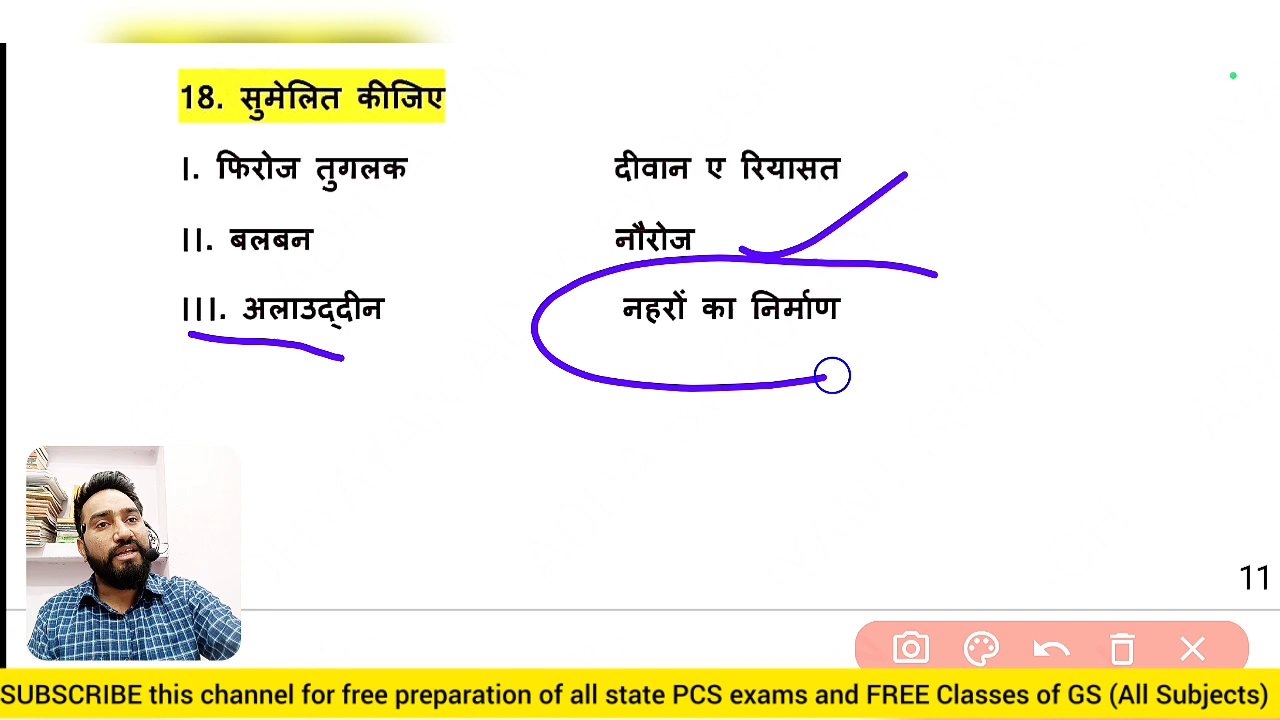 18. सुमेलित कीजिए
I. फिरोज तुगलक दीवान ए रियासत
II. बलबन नौरोज
III. अलाउद्दीन नहरों का निर्माण
11
SUBSCRIBE this channel for free preparation of all state PCS exams and FREE Classes of GS (All Subjects)